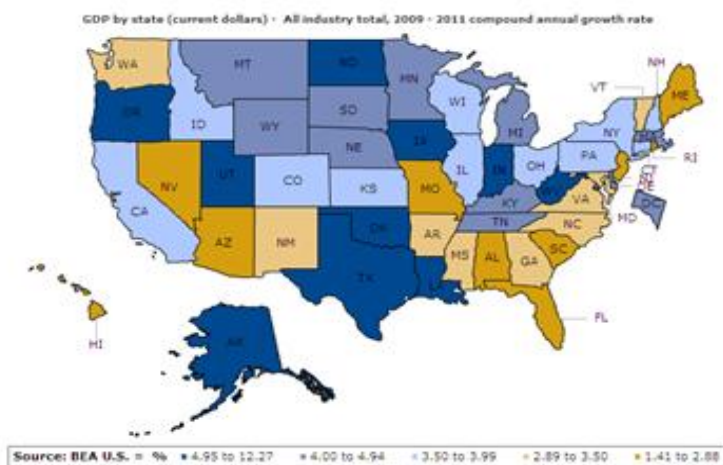 GDP by state (current dollars) - All industry total, 2009 - 2011 compound annual growth rate
WA
MT
ND
MN
NH
VT
ME
OR
ID
SD
WI
MI
NY
WY
IA
NE
PA
RI
NV
UT
CO
IL
IN
OH
CT
NJ
DE
CA
KS
MO
KY
WV
VA
MD
DC
TN
NC
AZ
NM
OK
AR
SC
MS
AL
GA
TX
LA
FL
HI
AK
Source: BEA U.S. = % 4.95 to 12.27 4.00 to 4.94 3.50 to 3.99 2.89 to 3.50 1.41 to 2.88